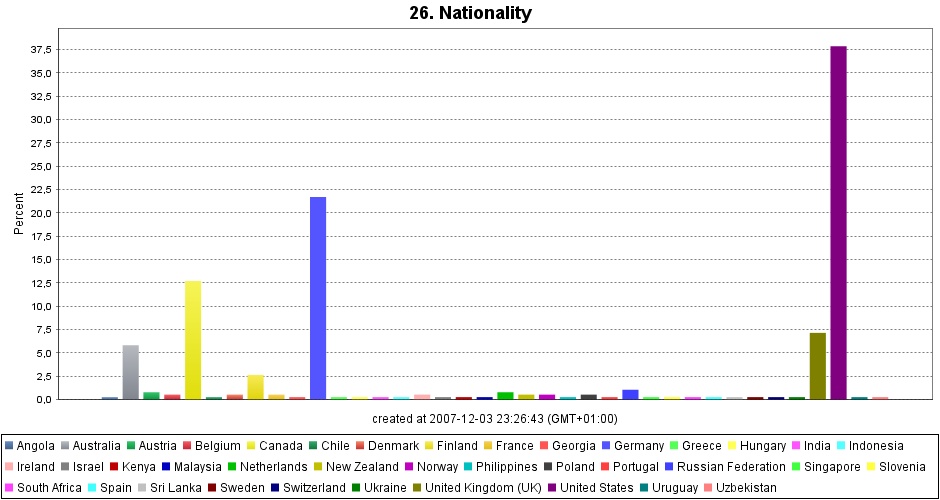 26. Nationality
37,5
35,0
32,5
30,0
27,5
25,0
22,5
20,0
17,5
15,0
12,5
10,0
7,5
5,0
2,5
0,0
Percent
created at 2007-12-03 23:26:43 (GMT+01:00)
Angola Australia Austria Belgium Canada Chile Denmark Finland France Georgia Germany Greece Hungary India Indonesia
Ireland Israel Kenya Malaysia Netherlands New Zealand Norway Philippines Poland Portugal Russian Federation Singapore Slovenia
South Africa Spain Sri Lanka Sweden Switzerland Ukraine United Kingdom (UK) United States Uruguay Uzbekistan